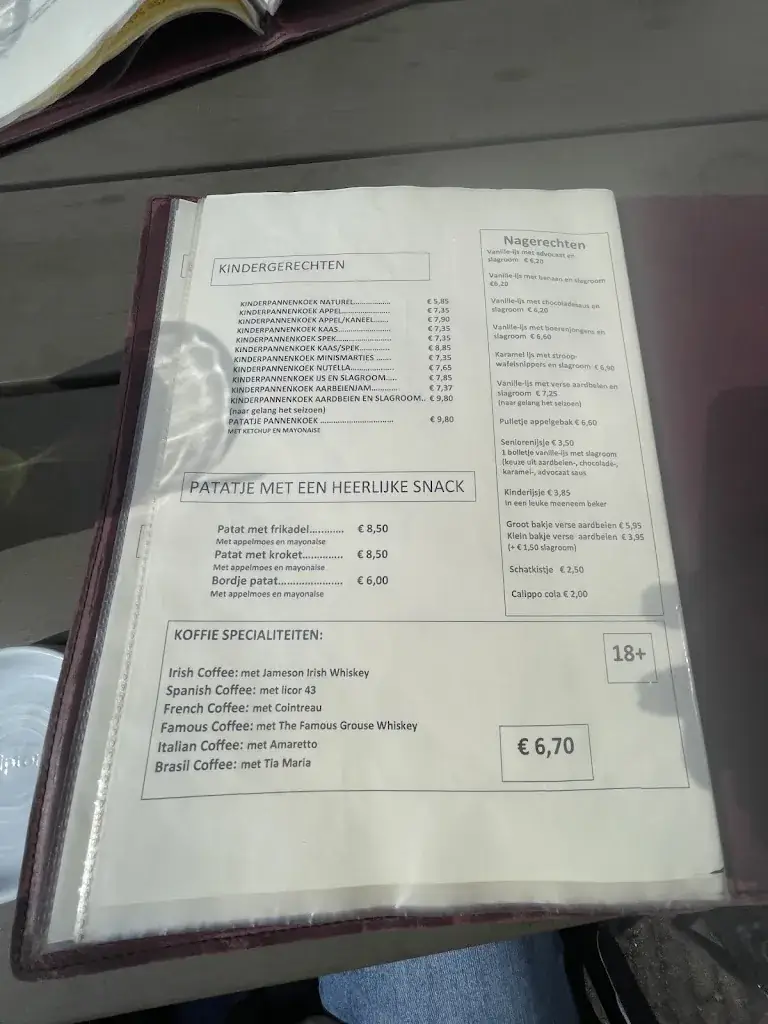 KINDERGERECHTEN
KINDERPANNENKOEK NATUREL................. € 5,85
KINDERPANNENKOEK APPEL...................... € 7,35
KINDERPANNENKOEK APPEL/KANEEL...... € 7,90
KINDERPANNENKOEK KAAS........................ € 7,35
KINDERPANNENKOEK SPEK......................... € 7,35
KINDERPANNENKOEK KAAS/SPEK.............. € 8,85
KINDERPANNENKOEK MINISMARTIES ....... € 7,35
KINDERPANNENKOEK NUTELLA.................... € 7,65
KINDERPANNENKOEK IJS EN SLAGROOM..... € 7,85
KINDERPANNENKOEK AARBEIENJAM............ € 7,37
KINDERPANNENKOEK AARDBEIEN EN SLAGROOM.. € 9,80
(naar gelang het seizoen)
PATATJE PANNENKOEK ................................. € 9,80
MET KETCHUP EN MAYONAISE
PATATJE MET EEN HEERLIJKE SNACK
Patat met frikadel............ € 8,50
Met appelmoes en mayonaise
Patat met kroket.............. € 8,50
Met appelmoes en mayonaise
Bordje patat...................... € 6,00
Met appelmoes en mayonaise
Nagerechten
Vanille-ijs met advocaat en
slagroom € 6,20
Vanille-ijs met banaan en slagroom
€6,20
Vanille-ijs met chocoladesaus en
slagroom € 6,20
Vanille-ijs met boerenjongens en
slagroom € 6,60
Karamel ijs met stroop-
wafelsnippers en slagroom € 6,90
Vanille-ijs met verse aardbeien en
slagroom € 7,25
(naar gelang het seizoen)
Pulletje appelgebak € 6,60
Seniorenijsje € 3,50
1 bolletje vanille-ijs met slagroom
(keuze uit aardbeien-, chocolade-,
karamel-, advocaat saus
Kinderijsje € 3,85
In een leuke meeneem beker
Groot bakje verse aardbeien € 5,95
Klein bakje verse aardbeien € 3,95
(+ € 1,50 slagroom)
Schatkistje € 2,50
Calippo cola € 2,00
KOFFIE SPECIALITEITEN:
18+
Irish Coffee: met Jameson Irish Whiskey
Spanish Coffee: met licor 43
French Coffee: met Cointreau
Famous Coffee: met The Famous Grouse Whiskey
Italian Coffee: met Amaretto
Brasil Coffee: met Tia Maria
€ 6,70